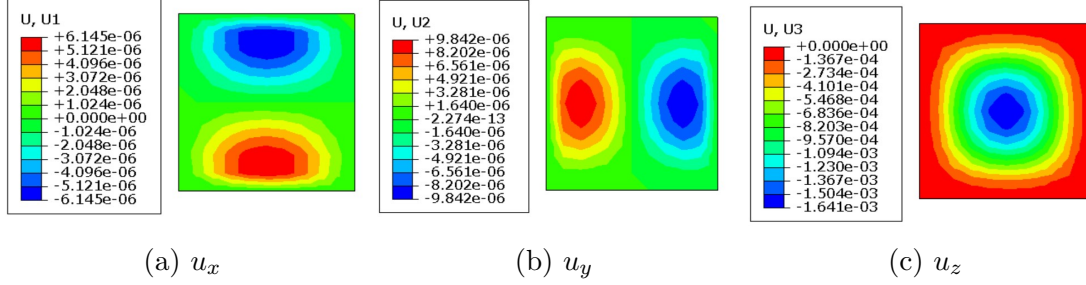 U, U1
+6.145e-06
+5.121e-06
+4.096e-06
+3.072e-06
+2.048e-06
+1.024e-06
+0.000e+00
-1.024e-06
-2.048e-06
-3.072e-06
-4.096e-06
-5.121e-06
-6.145e-06
U, U2
+9.842e-06
+8.202e-06
+6.561e-06
+4.921e-06
+3.281e-06
+1.640e-06
-2.274e-13
-1.640e-06
-3.281e-06
-4.921e-06
-6.561e-06
-8.202e-06
-9.842e-06
U, U3
+0.000e+00
-1.367e-04
-2.734e-04
-4.101e-04
-5.468e-04
-6.836e-04
-8.203e-04
-9.570e-04
-1.094e-03
-1.230e-03
-1.367e-03
-1.504e-03
-1.641e-03
(a) u_x
(b) u_y
(c) u_z